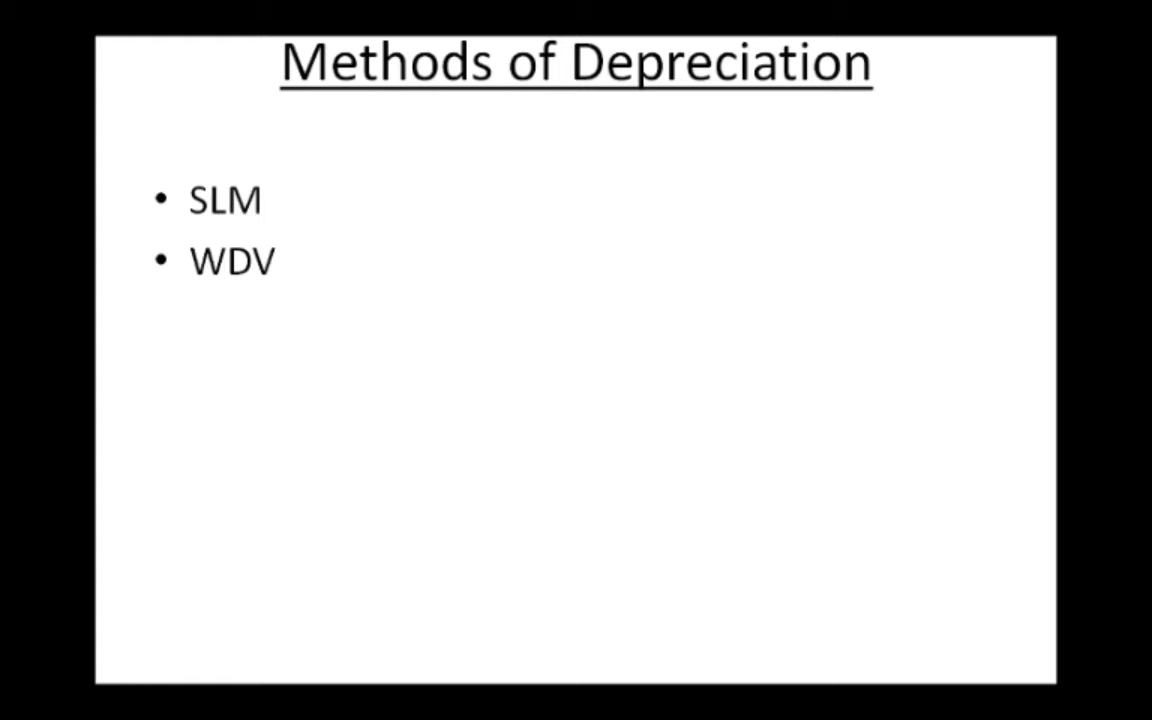 Methods of Depreciation
• SLM
• WDV